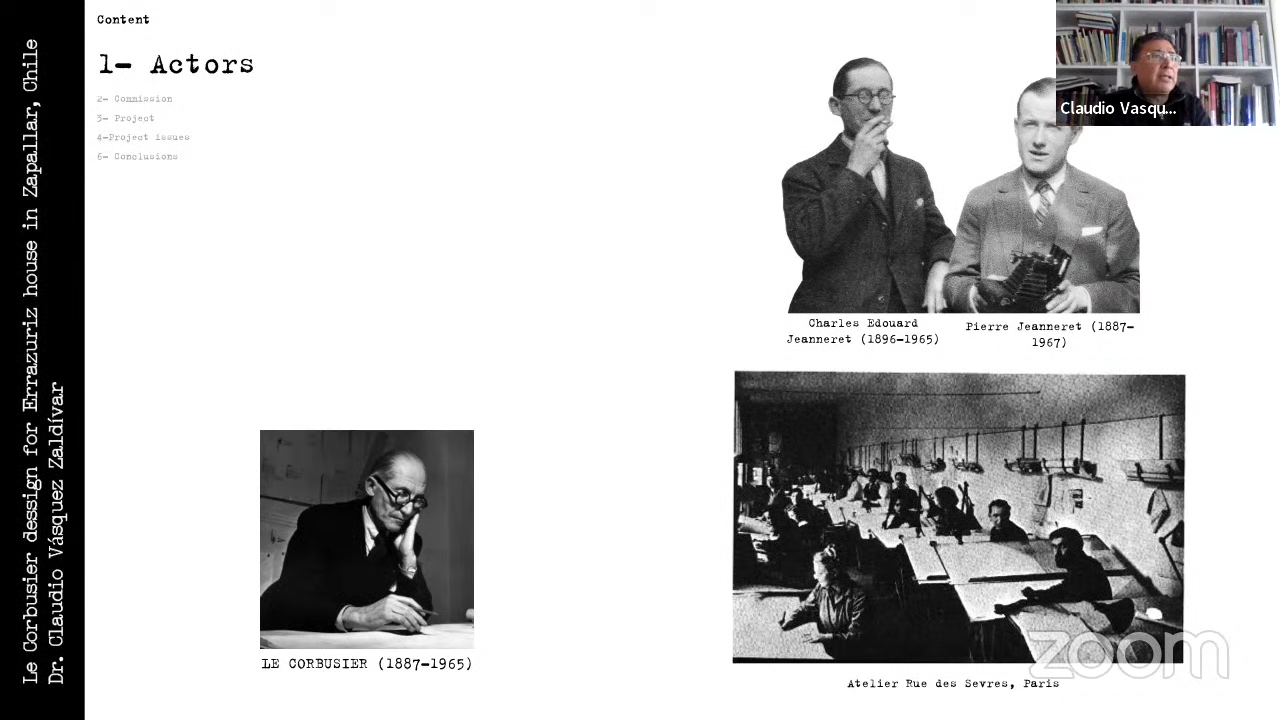 Le Corbusier dessign for Errazuriz house in Zapallar, Chile
Dr. Claudio Vásquez Zaldívar
Content
1- Actors
2- Commission
3- Project
4-Project issues
6- Conclusions
Claudio Vasqu...
Charles Edouard
Jeanneret (1896-1965)
Pierre Jeanneret (1887-
1967)
LE CORBUSIER (1887-1965)
Atelier Rue des Sevres, Paris
zoom